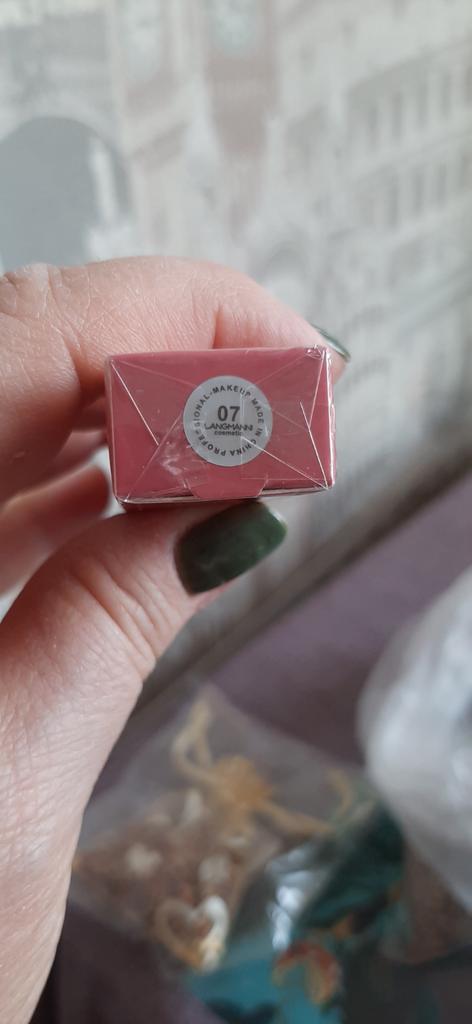 PROFESSIONAL-MAKEUP MADE IN CHINA
07
LANGMANNI
cosmetic